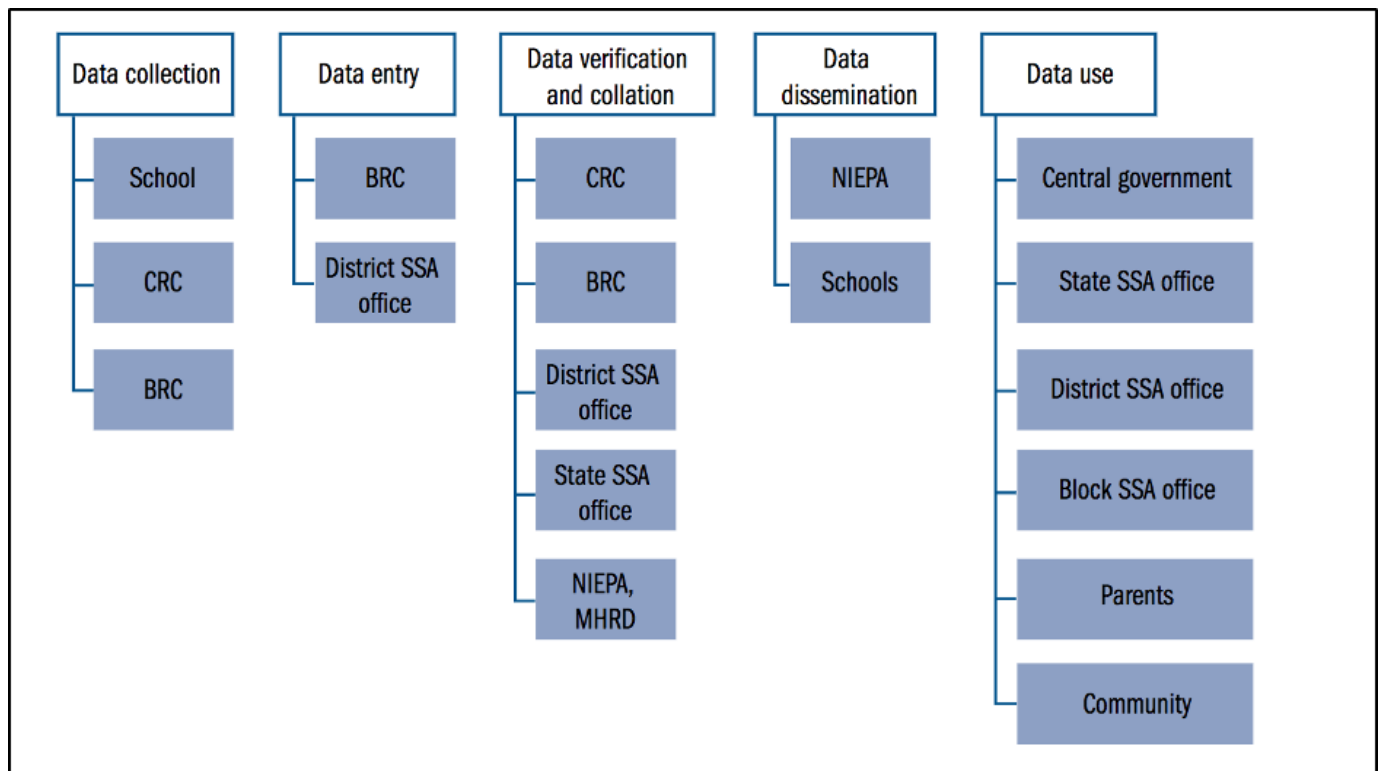 Data collection
School
CRC
BRC
Data entry
BRC
District SSA
office
Data verification
and collation
CRC
BRC
District SSA
office
State SSA
office
NIEPA,
MHRD
Data
dissemination
NIEPA
Schools
Data use
Central government
State SSA office
District SSA office
Block SSA office
Parents
Community